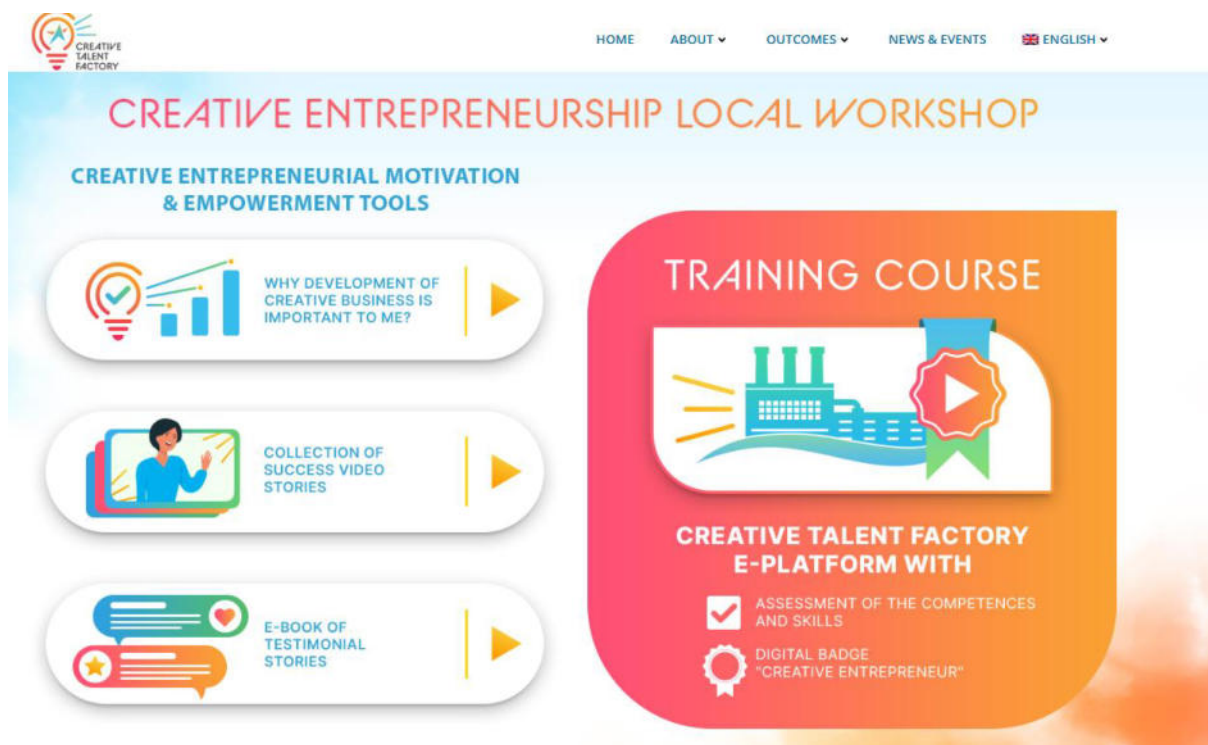 CREATIVE
TALENT
FACTORY
HOME
ABOUT
OUTCOMES
NEWS & EVENTS
ENGLISH
CREATIVE ENTREPRENEURSHIP LOCAL WORKSHOP
CREATIVE ENTREPRENEURIAL MOTIVATION
& EMPOWERMENT TOOLS
WHY DEVELOPMENT OF
CREATIVE BUSINESS IS
IMPORTANT TO ME?
COLLECTION OF
SUCCESS VIDEO
STORIES
E-BOOK OF
TESTIMONIAL
STORIES
TRAINING COURSE
CREATIVE TALENT FACTORY
E-PLATFORM WITH
ASSESSMENT OF THE COMPETENCES
AND SKILLS
DIGITAL BADGE
"CREATIVE ENTREPRENEUR"